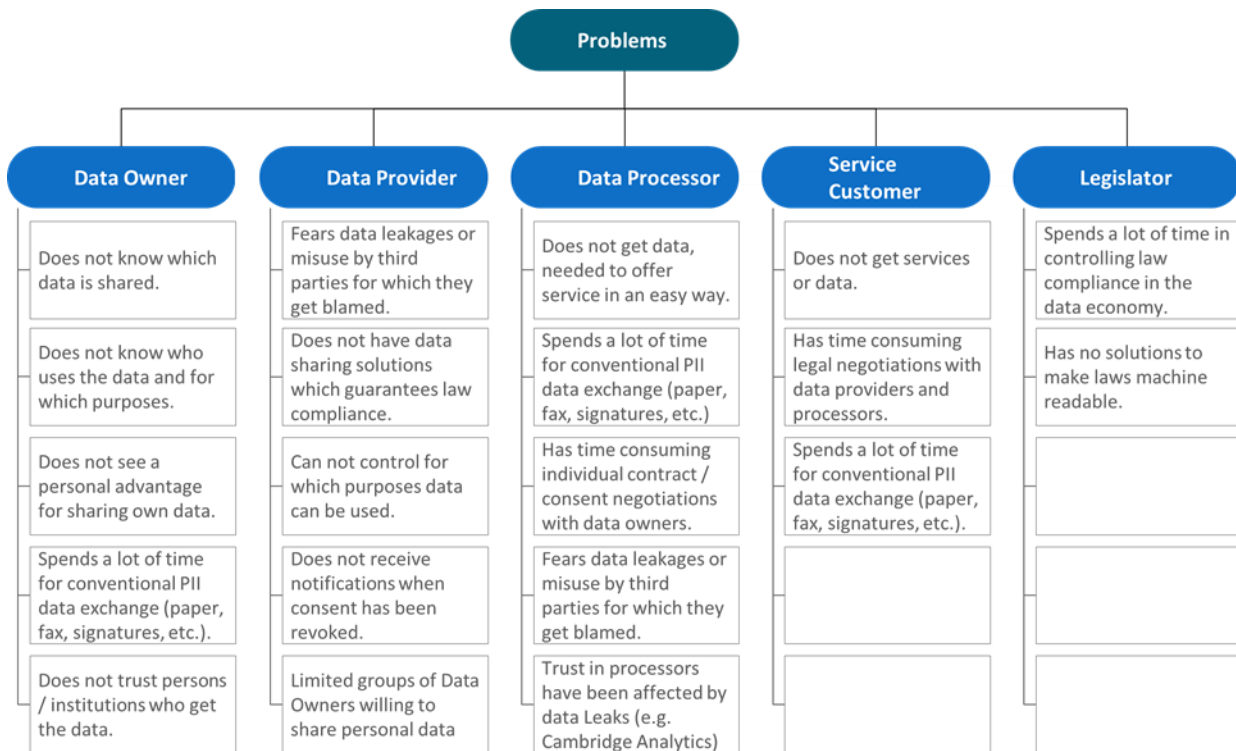 Problems
Data Owner
Does not know which
data is shared.
Does not know who
uses the data and for
which purposes.
Does not see a
personal advantage
for sharing own data.
Spends a lot of time
for conventional PII
data exchange (paper,
fax, signatures, etc.).
Does not trust persons
/ institutions who get
the data.
Data Provider
Fears data leakages or
misuse by third
parties for which they
get blamed.
Does not have data
sharing solutions
which guarantees law
compliance.
Can not control for
which purposes data
can be used.
Does not receive
notifications when
consent has been
revoked.
Limited groups of Data
Owners willing to
share personal data
Data Processor
Does not get data,
needed to offer
service in an easy way.
Spends a lot of time
for conventional PII
data exchange (paper,
fax, signatures, etc.)
Has time consuming
individual contract /
consent negotiations
with data owners.
Fears data leakages or
misuse by third
parties for which they
get blamed.
Trust in processors
have been affected by
data Leaks (e.g.
Cambridge Analytics)
Service
Customer
Does not get services
or data.
Has time consuming
legal negotiations with
data providers and
processors.
Spends a lot of time
for conventional PII
data exchange (paper,
fax, signatures, etc.).
Legislator
Spends a lot of time in
controlling law
compliance in the
data economy.
Has no solutions to
make laws machine
readable.